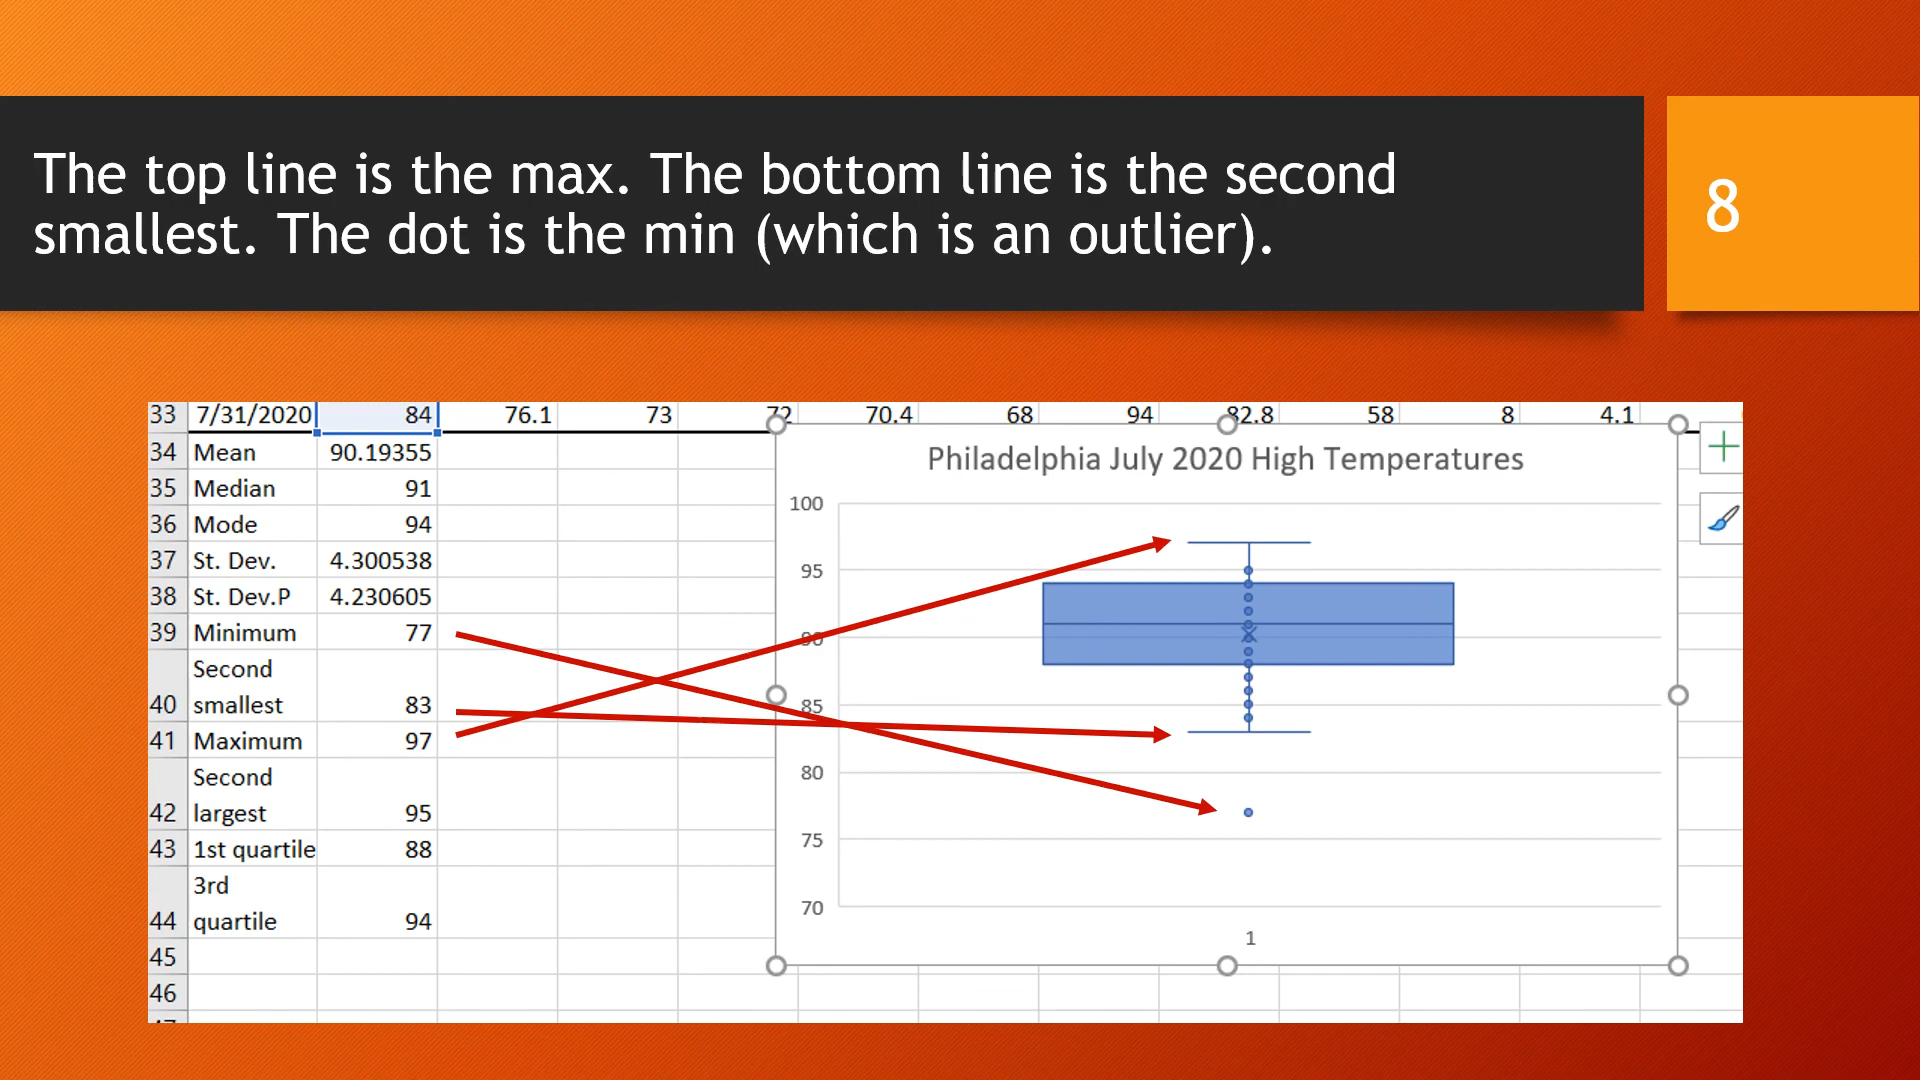 The top line is the max. The bottom line is the second
smallest. The dot is the min (which is an outlier).
8
33 7/31/2020 84 76.1 73 72 70.4 68 94 82.8 58 8 4.1
34 Mean 90.19355
35 Median 91
36 Mode 94
37 St. Dev. 4.300538
38 St. Dev.P 4.230605
39 Minimum 77
Second
40 smallest 83
41 Maximum 97
Second
42 largest 95
43 1st quartile 88
3rd
44 quartile 94
45
46
Philadelphia July 2020 High Temperatures
100
95
90
85
80
75
70
1